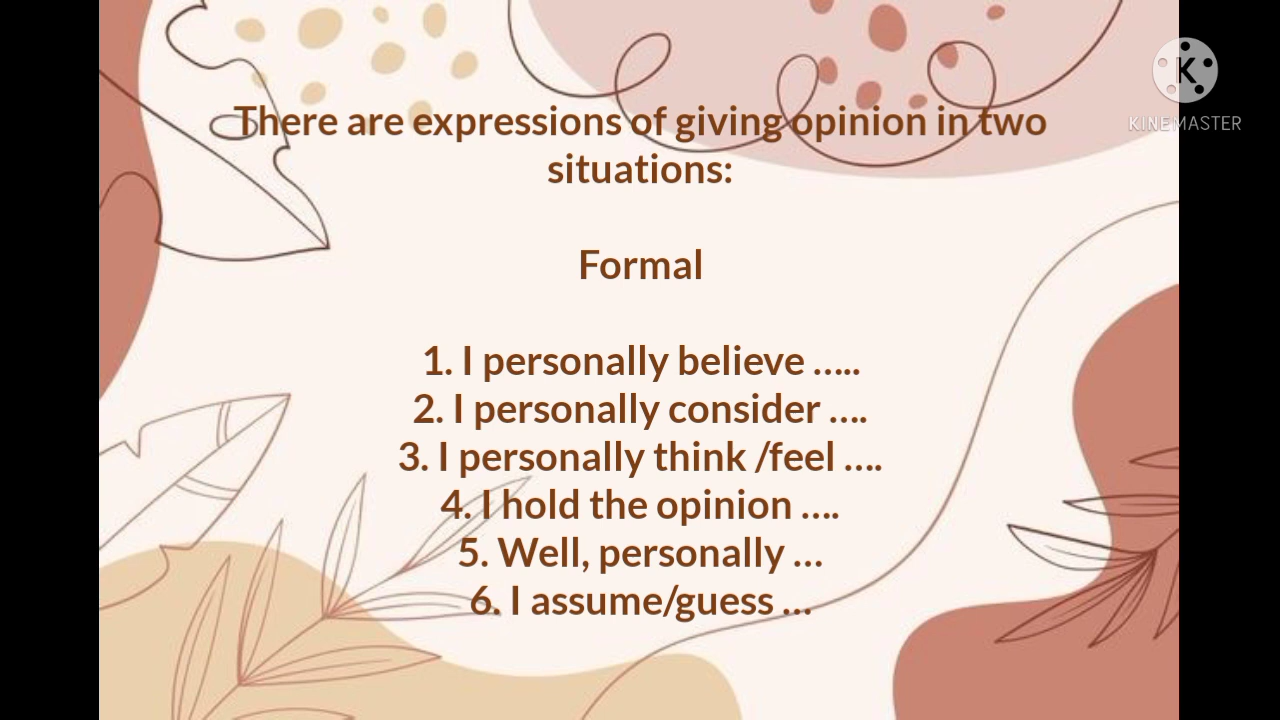 There are expressions of giving opinion in two
situations:
Formal
1. I personally believe .....
2. I personally consider ....
3. I personally think /feel ....
4. I hold the opinion ....
5. Well, personally ...
6. I assume/guess ...
K
KINEMASTER